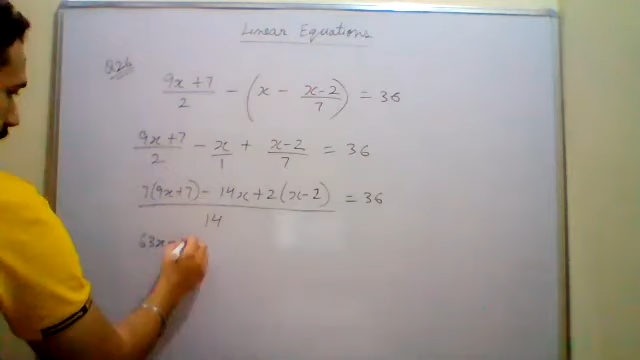 Linear Equations
Q26 9x+7/2 - (x - x-2/7) = 36
9x+7/2 - x/1 + x-2/7 = 36
7(9x+7) - 14x + 2(x-2)/14 = 36
63x